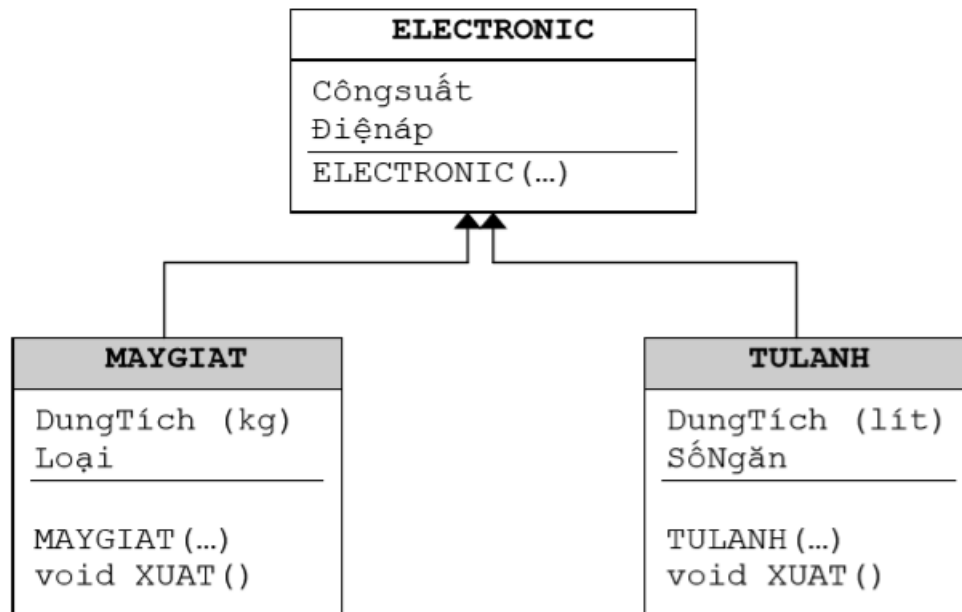 ELECTRONIC
Côngsuất
Điệnáp
ELECTRONIC(…)
MAYGIAT
DungTích (kg)
Loại
MAYGIAT(…)
void XUAT()
TULANH
DungTích (lít)
SốNgăn
TULANH(…)
void XUAT()